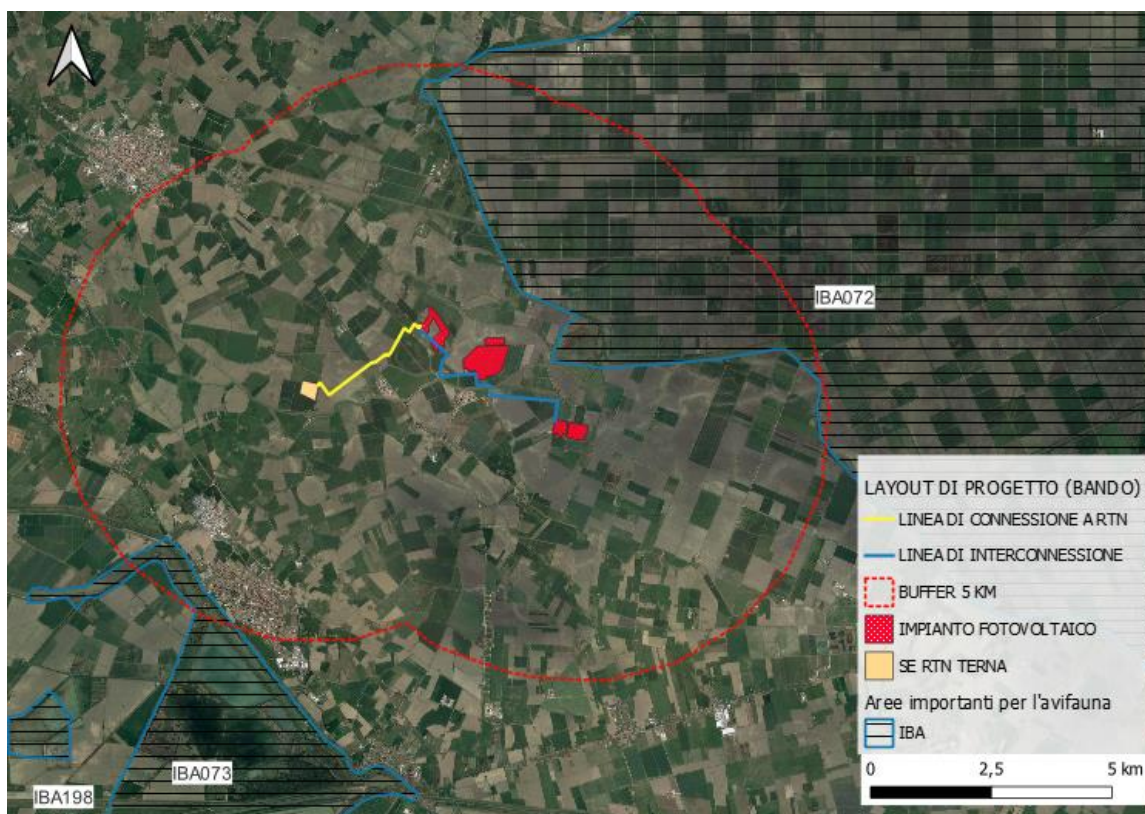 IBA072
LAYOUT DI PROGETTO (BANDO)
LINEA DI CONNESSIONE A RTN
LINEA DI INTERCONNESSIONE
BUFFER 5 KM
IMPIANTO FOTOVOLTAICO
SE RTN TERNA
Aree importanti per l'avifauna
IBA
0 2,5 5 km
IBA073
IBA198